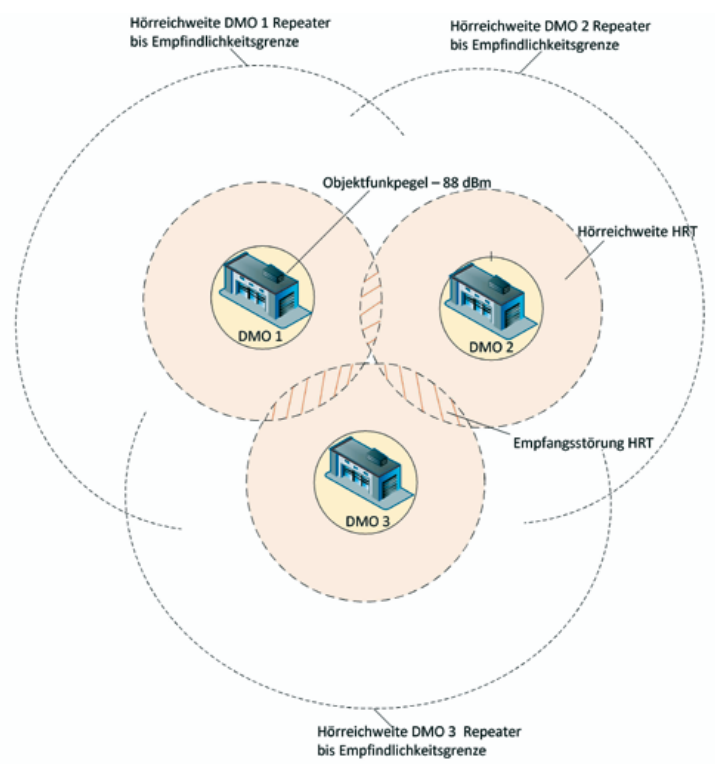 Hörreichweite DMO 1 Repeater
bis Empfindlichkeitsgrenze
Hörreichweite DMO 2 Repeater
bis Empfindlichkeitsgrenze
Objektfunkpegel – 88 dBm
Hörreichweite HRT
DMO 1
DMO 2
Empfangsstörung HRT
DMO 3
Hörreichweite DMO 3 Repeater
bis Empfindlichkeitsgrenze